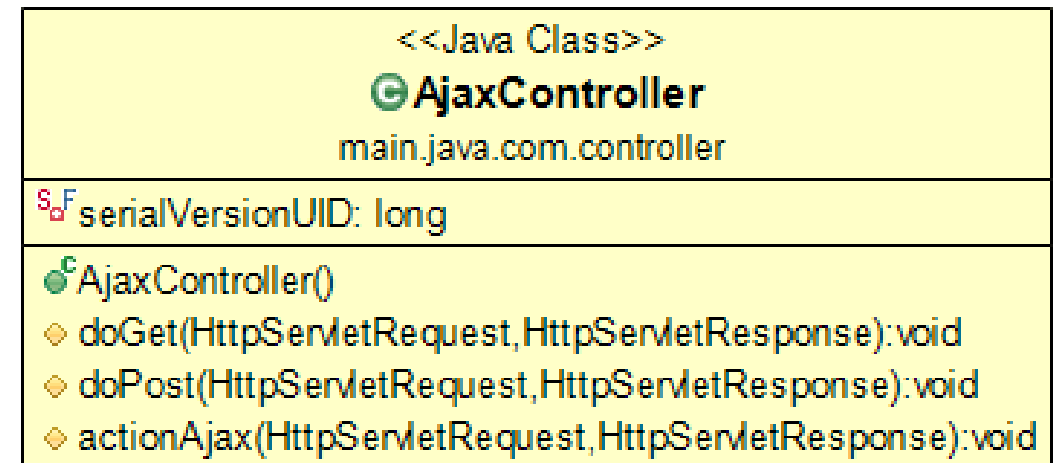 <<Java Class>>
C AjaxController
main.java.com.controller
S F serialVersionUID: long
C AjaxController()
doGet(HttpServletRequest,HttpServletResponse):void
doPost(HttpServletRequest,HttpServletResponse):void
actionAjax(HttpServletRequest,HttpServletResponse):void